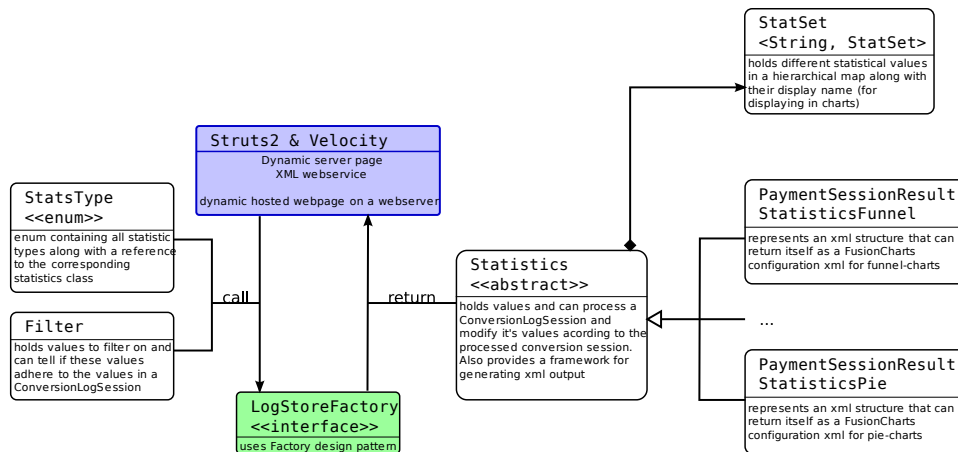 StatSet
<String, StatSet>
holds different statistical values
in a hierarchical map along with
their display name (for
displaying in charts)
Struts2 & Velocity
Dynamic server page
XML webservice
dynamic hosted webpage on a webserver
StatsType
<<enum>>
enum containing all statistic
types along with a reference
to the corresponding
statistics class
Filter
holds values to filter on and
can tell if these values
adhere to the values in a
ConversionLogSession
call
return
LogStoreFactory
<<interface>>
uses Factory design pattern
Statistics
<<abstract>>
holds values and can process a
ConversionLogSession and
modify it's values acording to the
processed conversion session.
Also provides a framework for
generating xml output
PaymentSessionResult
StatisticsFunnel
represents an xml structure that can
return itself as a FusionCharts
configuration xml for funnel-charts
...
PaymentSessionResult
StatisticsPie
represents an xml structure that can
return itself as a FusionCharts
configuration xml for pie-charts